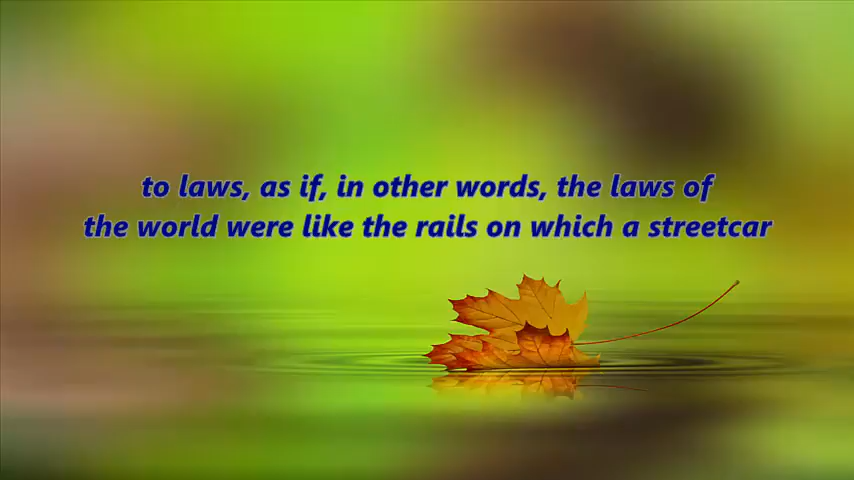 to laws, as if, in other words, the laws of
the world were like the rails on which a streetcar